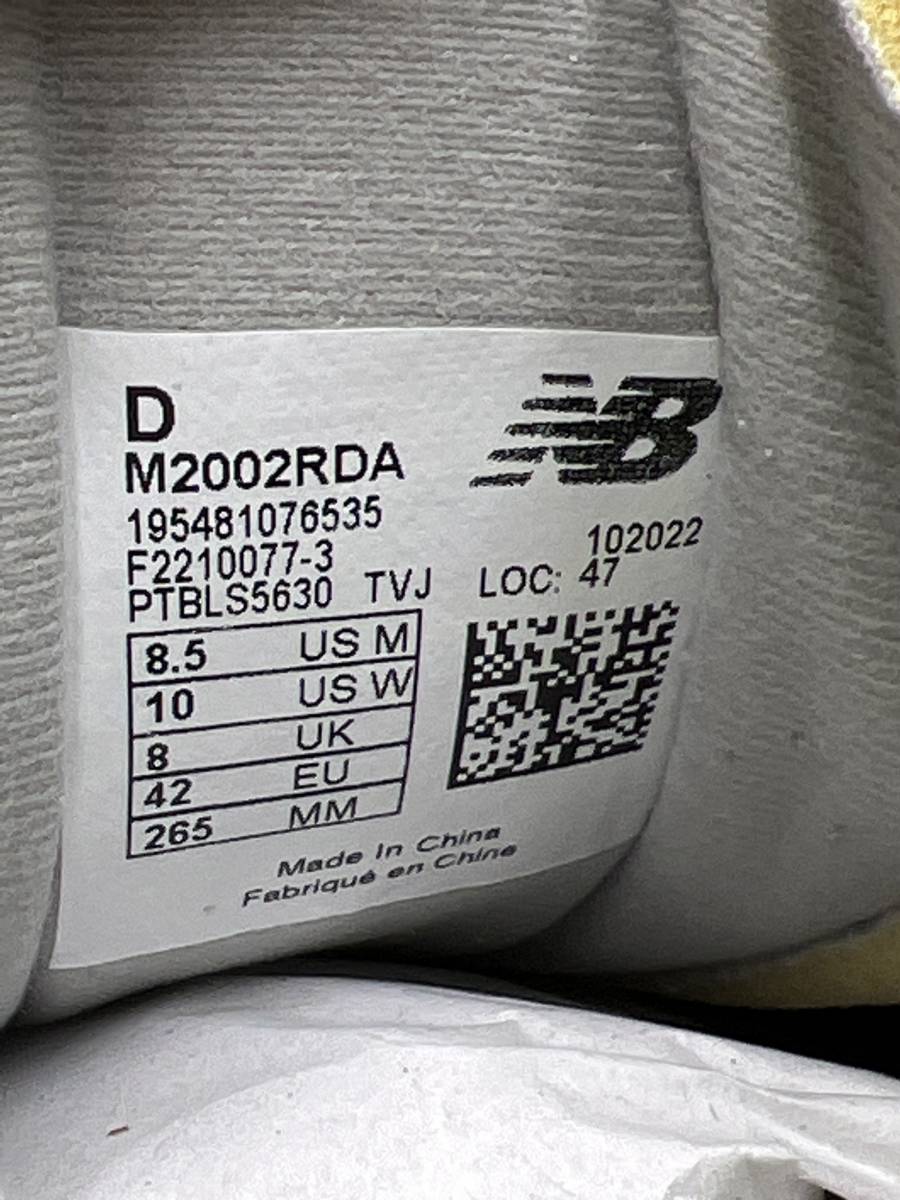 D
NB
M2002RDA
195481076535
F2210077-3
102022
PTBLS5630 TVJ LOC: 47
8.5 US M
10 US W
8 UK
42 EU
265 MM
Made In China
Fabriqué en Chine